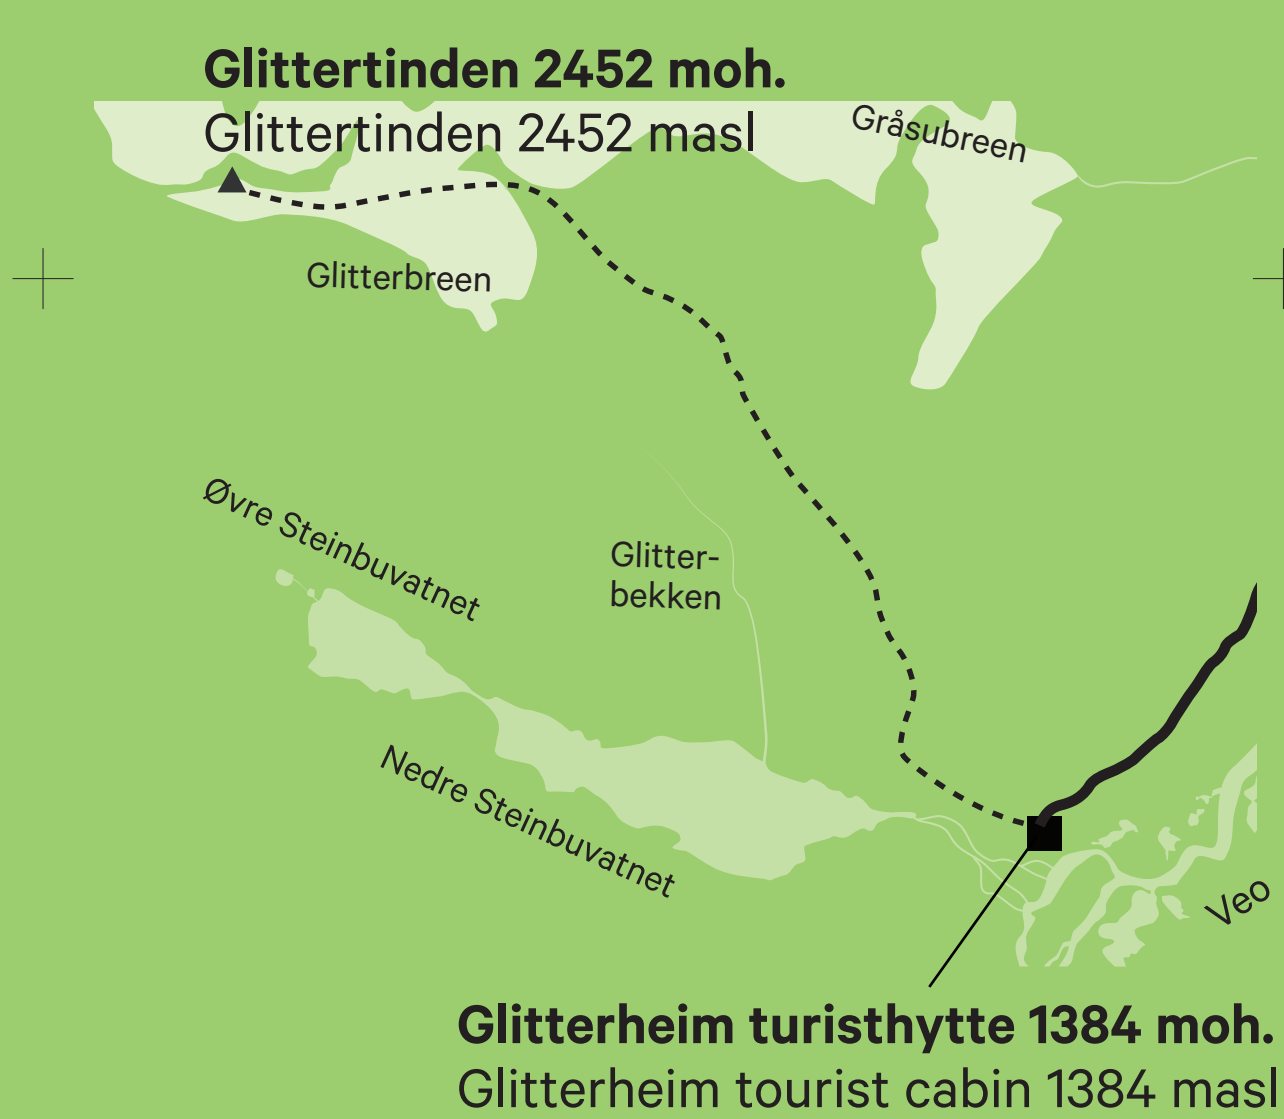 Glittertinden 2452 moh.
Glittertinden 2452 masl
Gråsubreen
Glitterbreen
Øvre Steinbuvatnet
Glitter-
bekken
Nedre Steinbuvatnet
Veo
Glitterheim turisthytte 1384 moh.
Glitterheim tourist cabin 1384 masl